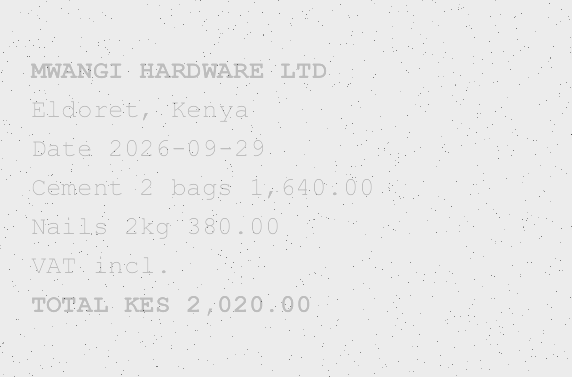 MWANGI HARDWARE LTD
Eldoret, Kenya
Date 2026-09-29
Cement 2 bags 1,640.00
Nails 2kg 380.00
VAT incl.
TOTAL KES 2,020.00